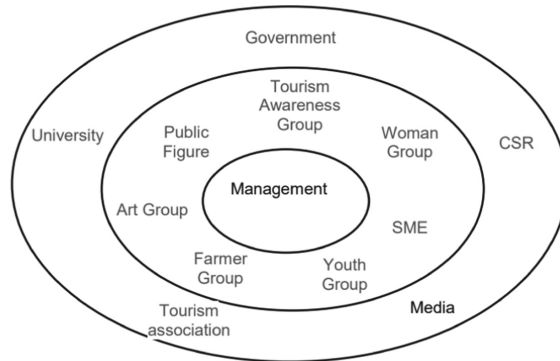 Government
Tourism
Awareness
Group
University
Public
Figure
Woman
Group
CSR
Management
Art Group
SME
Farmer
Group
Youth
Group
Tourism
association
Media